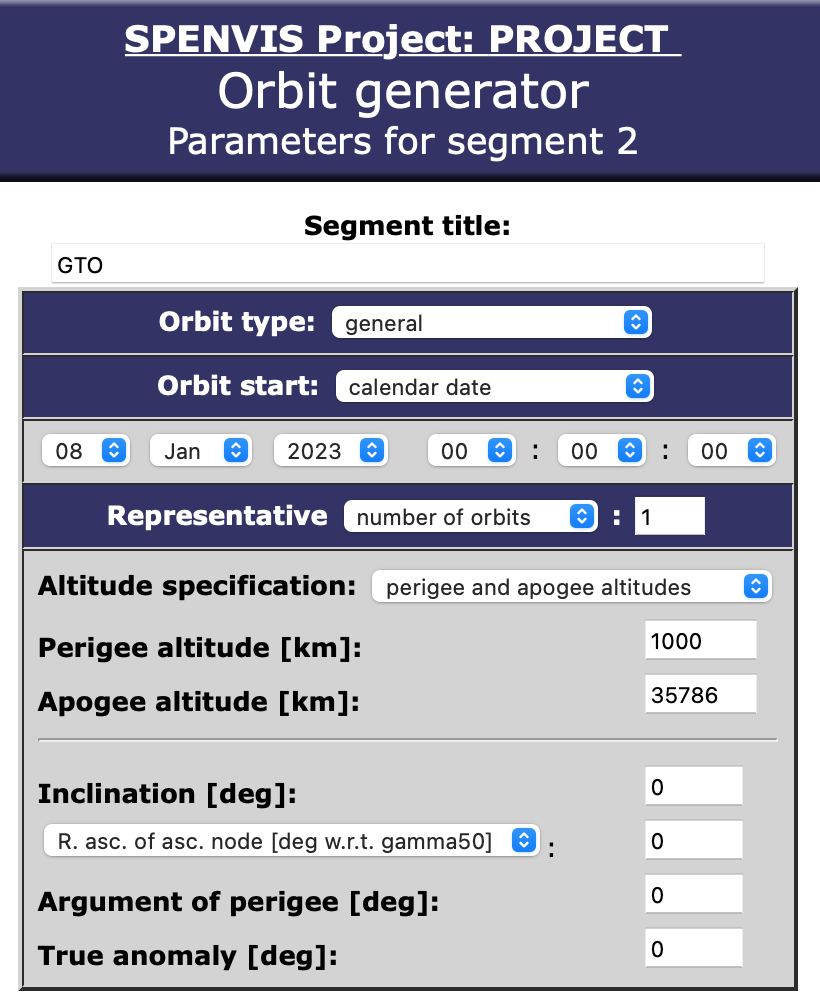 SPENVIS Project: PROJECT
Orbit generator
Parameters for segment 2
Segment title:
GTO
Orbit type: general
Orbit start: calendar date
08 Jan 2023 00 : 00 : 00
Representative number of orbits : 1
Altitude specification: perigee and apogee altitudes
Perigee altitude [km]: 1000
Apogee altitude [km]: 35786
Inclination [deg]: 0
R. asc. of asc. node [deg w.r.t. gamma50] : 0
Argument of perigee [deg]: 0
True anomaly [deg]: 0